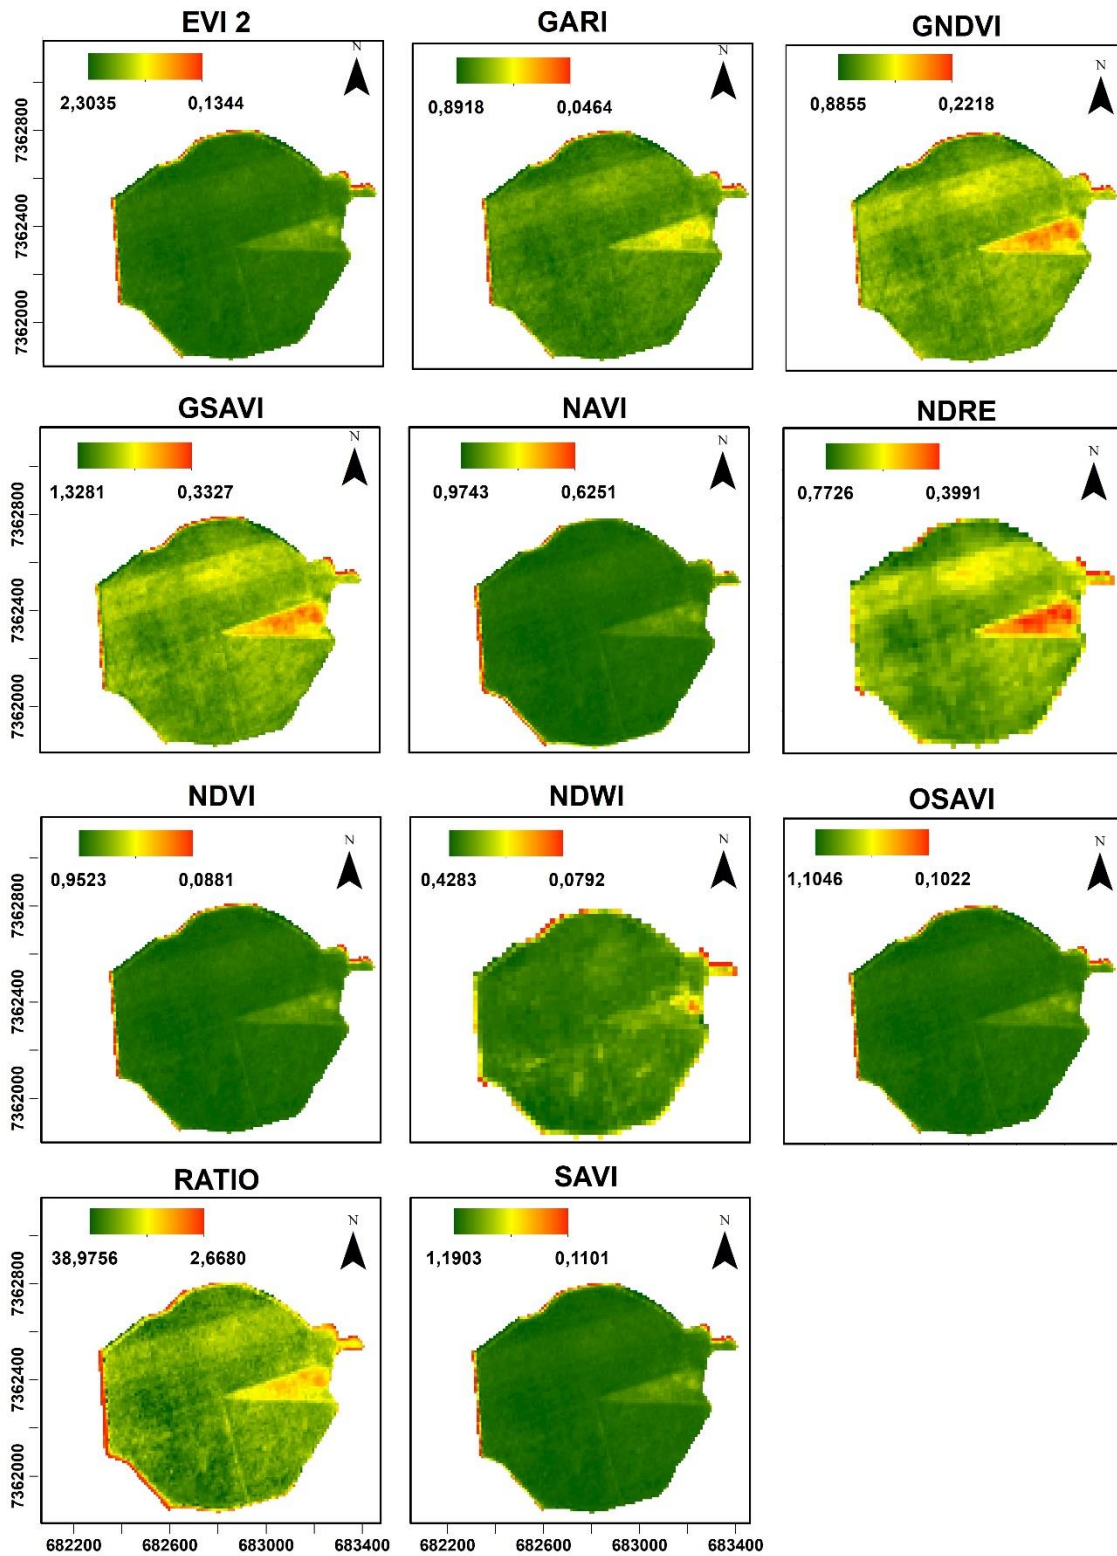 EVI 2
GARI
GNDVI
N
N
N
2,3035 0,1344
0,8918 0,0464
0,8855 0,2218
7362800
7362400
7362000
GSAVI
NAVI
NDRE
N
N
N
1,3281 0,3327
0,9743 0,6251
0,7726 0,3991
7362800
7362400
7362000
NDVI
NDWI
OSAVI
N
N
N
0,9523 0,0881
0,4283 0,0792
1,1046 0,1022
7362800
7362400
7362000
RATIO
SAVI
N
N
38,9756 2,6680
1,1903 0,1101
7362800
7362400
7362000
682200 682600 683000 683400
682200 682600 683000 683400